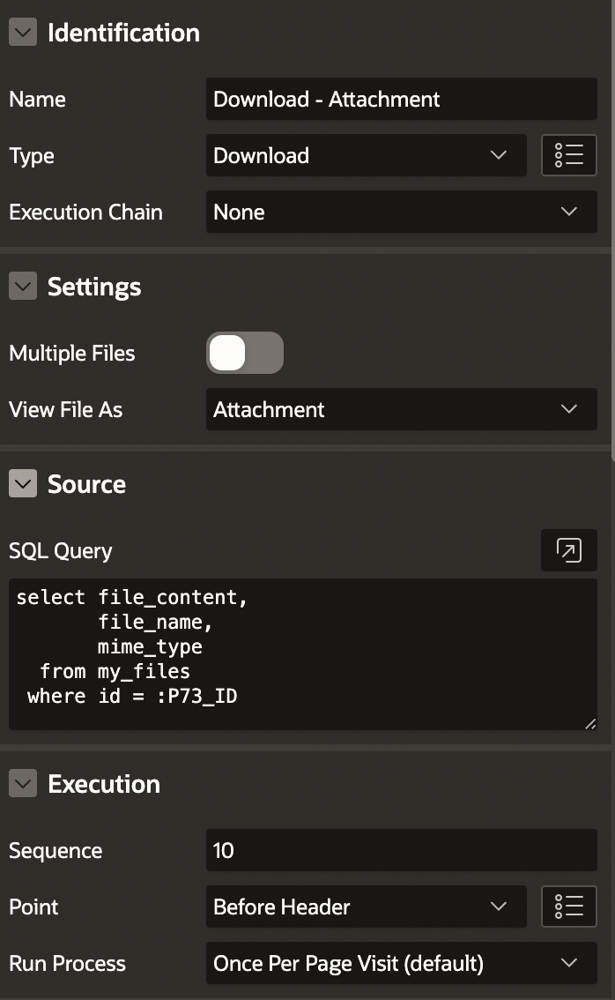 Identification
Name Download - Attachment
Type Download
Execution Chain None
Settings
Multiple Files
View File As Attachment
Source
SQL Query
select file_content,
       file_name,
       mime_type
  from my_files
 where id = :P73_ID
Execution
Sequence 10
Point Before Header
Run Process Once Per Page Visit (default)